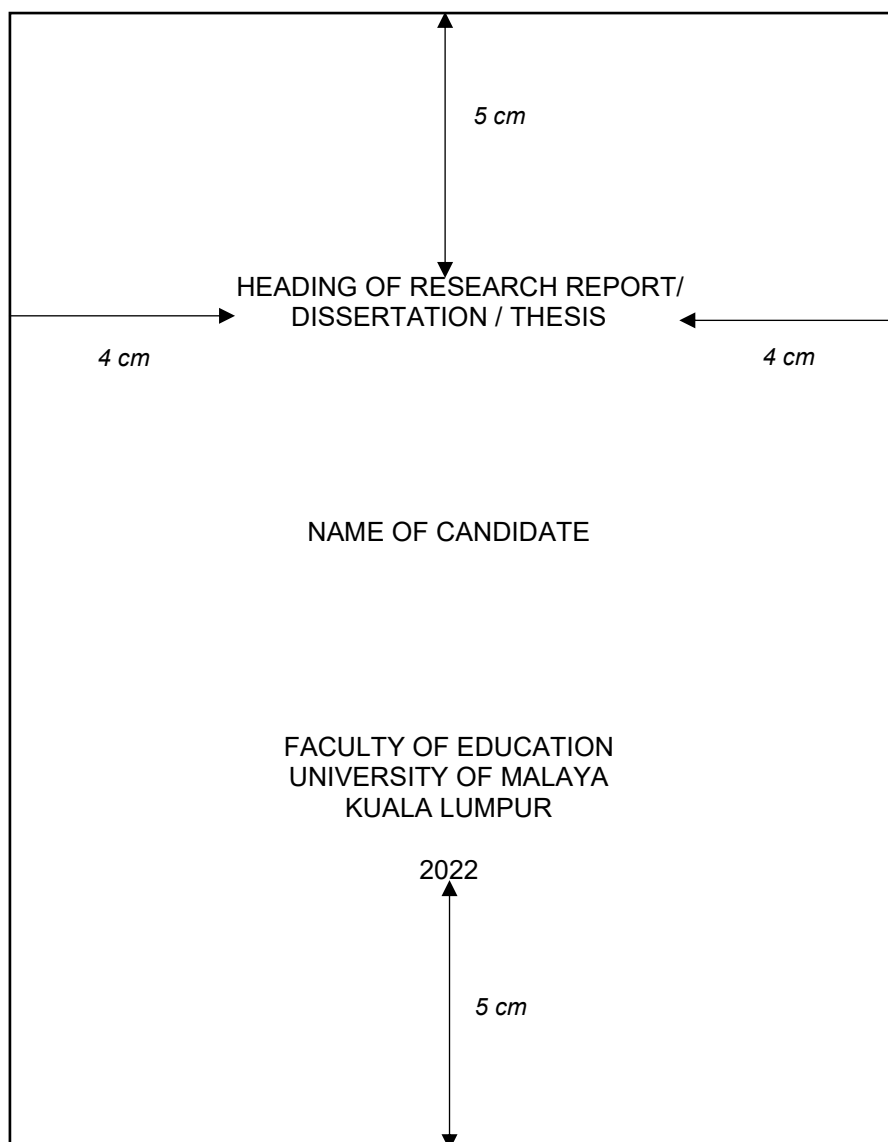 5 cm
HEADING OF RESEARCH REPORT/
DISSERTATION / THESIS
4 cm
4 cm
NAME OF CANDIDATE
FACULTY OF EDUCATION
UNIVERSITY OF MALAYA
KUALA LUMPUR
2022
5 cm